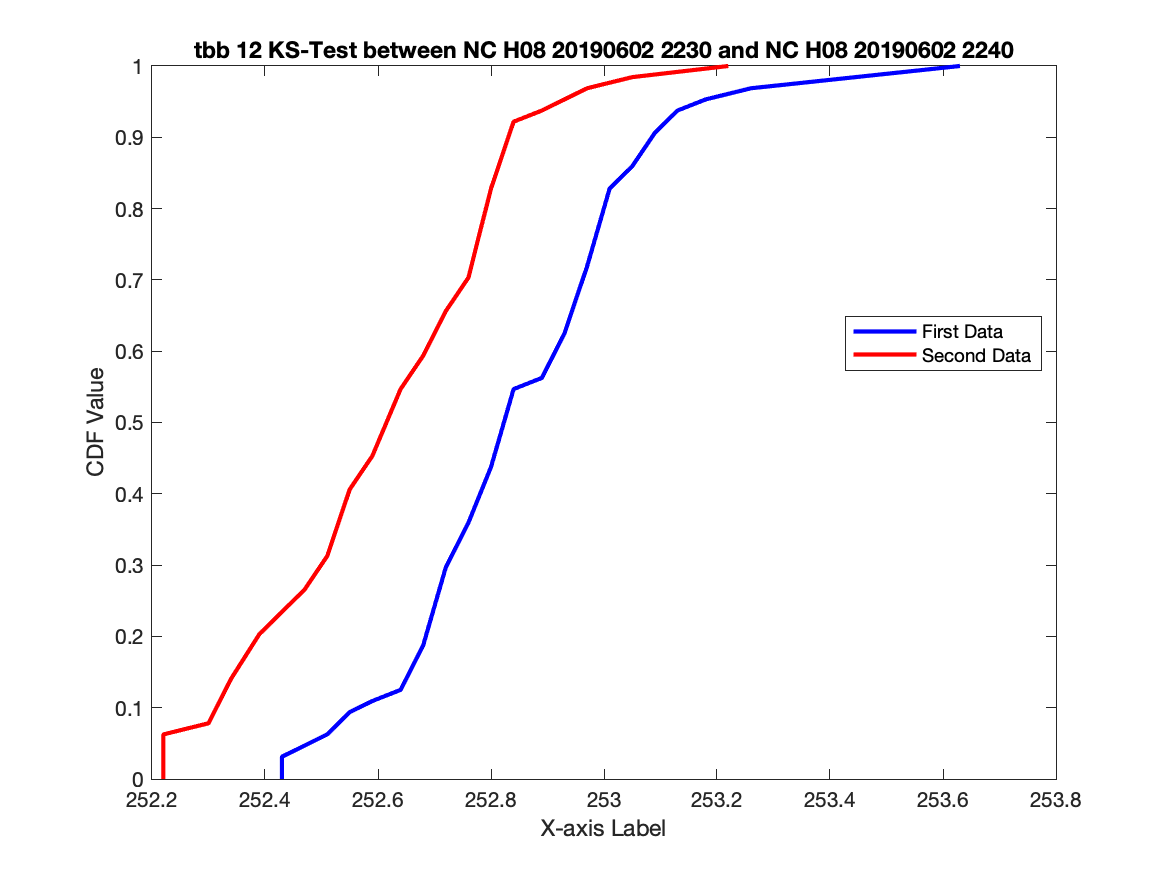 tbb 12 KS-Test between NC H08 20190602 2230 and NC H08 20190602 2240
1
0.9
0.8
0.7
0.6
0.5
0.4
0.3
0.2
0.1
0
CDF Value
First Data
Second Data
252.2 252.4 252.6 252.8 253 253.2 253.4 253.6 253.8
X-axis Label